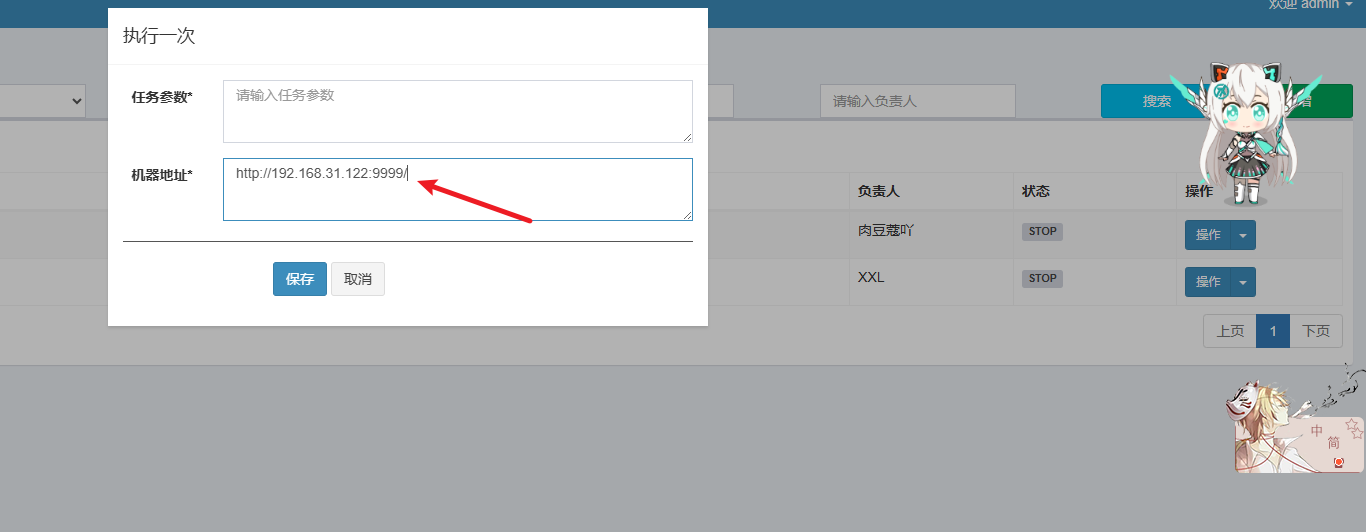 欢迎 admin
执行一次
任务参数*
请输入任务参数
机器地址*
http://192.168.31.122:9999/
保存
取消
请输入负责人
搜索
负责人
状态
操作
肉豆蔻吖
STOP
操作
XXL
STOP
操作
上页
1
下页
中
简